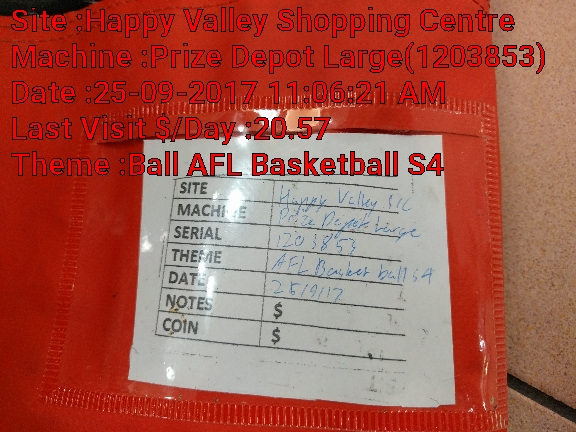 Site :Happy Valley Shopping Centre
Machine :Prize Depot Large(1203853)
Date :25-09-2017 11:06:21 AM
Last Visit $/Day :20.57
Theme :Ball AFL Basketball S4
SITE Happy Valley S/C
MACHINE Prize Depot Large
SERIAL 1203853
THEME AFL Basket ball S4
DATE 25/9/17
NOTES $
COIN $